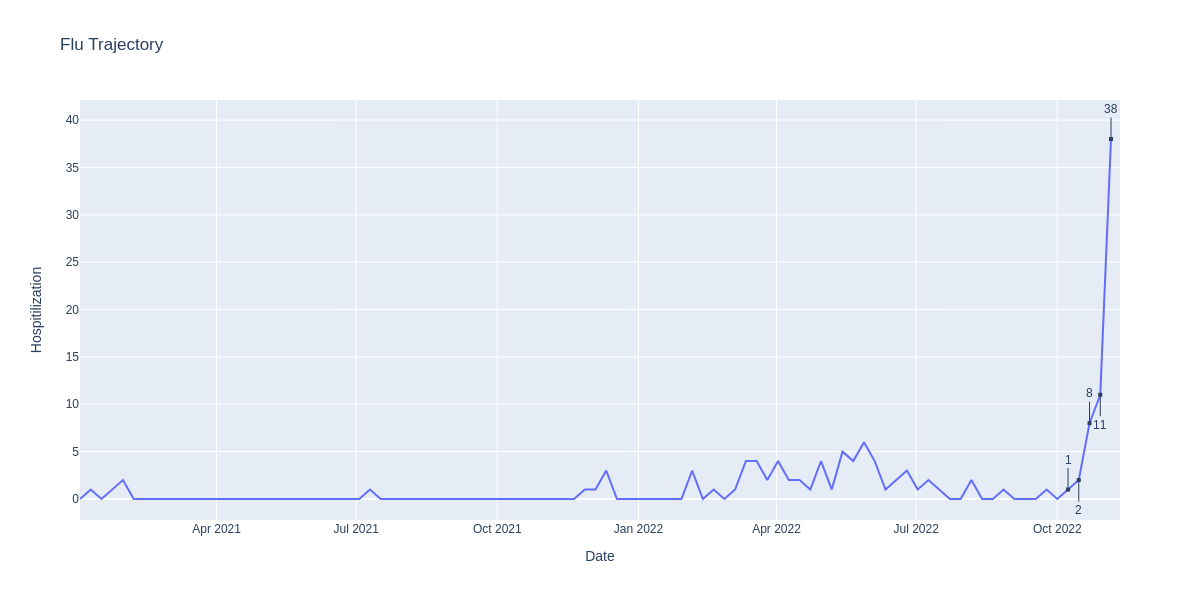 Flu Trajectory
Hospitilization
40
35
30
25
20
15
10
5
0
38
8
11
1
2
Apr 2021
Jul 2021
Oct 2021
Jan 2022
Apr 2022
Jul 2022
Oct 2022
Date